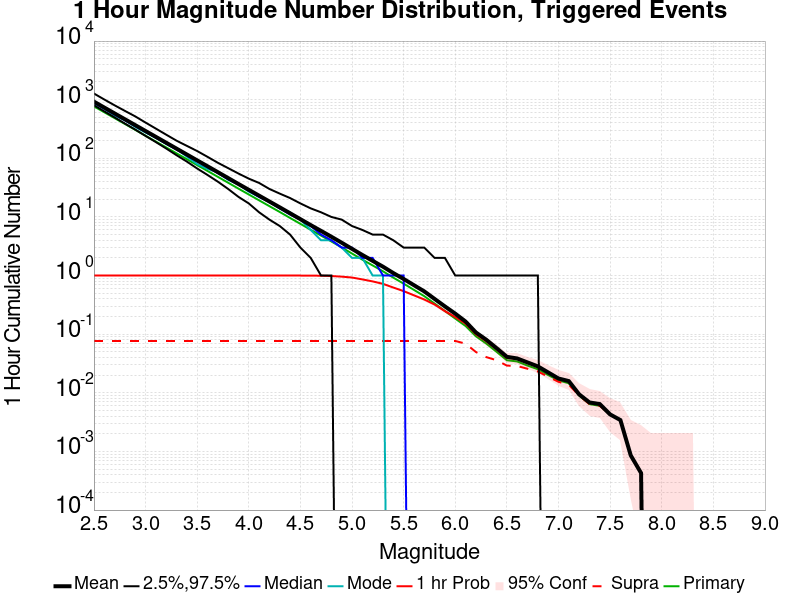 1 Hour Magnitude Number Distribution, Triggered Events
1 Hour Cumulative Number
10^4
10^3
10^2
10^1
10^0
10^-1
10^-2
10^-3
10^-4
2.5 3.0 3.5 4.0 4.5 5.0 5.5 6.0 6.5 7.0 7.5 8.0 8.5 9.0
Magnitude
Mean 2.5%,97.5% Median Mode 1 hr Prob 95% Conf Supra Primary